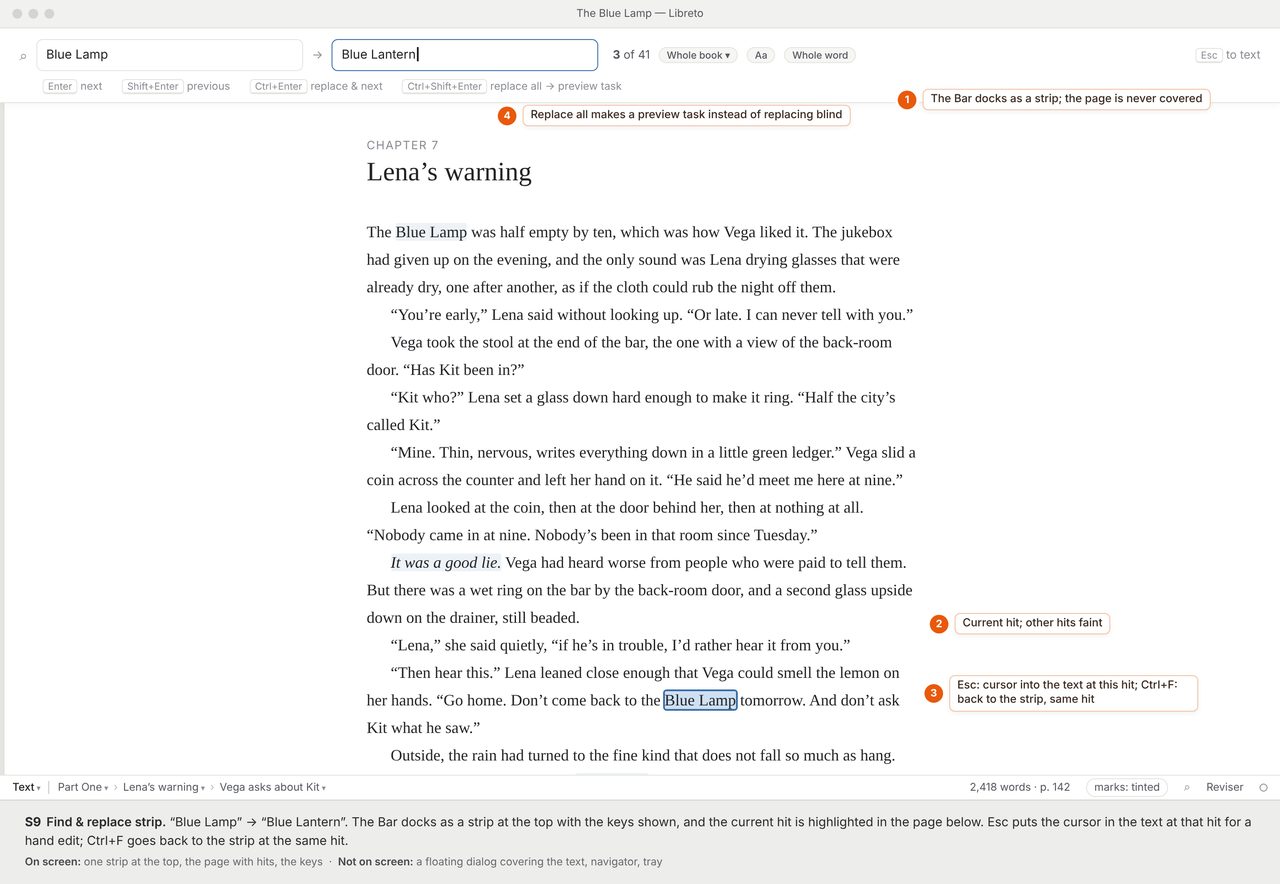 The Blue Lamp — Libreto
Blue Lamp → Blue Lantern 3 of 41 Whole book ▾ Aa Whole word Esc to text
Enter next Shift+Enter previous Ctrl+Enter replace & next Ctrl+Shift+Enter replace all → preview task
1 The Bar docks as a strip; the page is never covered
4 Replace all makes a preview task instead of replacing blind
CHAPTER 7
Lena’s warning
The Blue Lamp was half empty by ten, which was how Vega liked it. The jukebox
had given up on the evening, and the only sound was Lena drying glasses that were
already dry, one after another, as if the cloth could rub the night off them.
“You’re early,” Lena said without looking up. “Or late. I can never tell with you.”
Vega took the stool at the end of the bar, the one with a view of the back-room
door. “Has Kit been in?”
“Kit who?” Lena set a glass down hard enough to make it ring. “Half the city’s
called Kit.”
“Mine. Thin, nervous, writes everything down in a little green ledger.” Vega slid a
coin across the counter and left her hand on it. “He said he’d meet me here at nine.”
Lena looked at the coin, then at the door behind her, then at nothing at all.
“Nobody came in at nine. Nobody’s been in that room since Tuesday.”
It was a good lie. Vega had heard worse from people who were paid to tell them.
But there was a wet ring on the bar by the back-room door, and a second glass upside
down on the drainer, still beaded.
2 Current hit; other hits faint
“Lena,” she said quietly, “if he’s in trouble, I’d rather hear it from you.”
“Then hear this.” Lena leaned close enough that Vega could smell the lemon on
her hands. “Go home. Don’t come back to the Blue Lamp tomorrow. And don’t ask
Kit what he saw.”
3 Esc: cursor into the text at this hit; Ctrl+F:
back to the strip, same hit
Outside, the rain had turned to the fine kind that does not fall so much as hang.
Text ▾ Part One ▾ › Lena’s warning ▾ › Vega asks about Kit ▾ 2,418 words · p. 142 marks: tinted Reviser
S9 Find & replace strip. “Blue Lamp” → “Blue Lantern”. The Bar docks as a strip at the top with the keys shown, and the current hit is highlighted in the page below. Esc puts the cursor in the text at that hit for a
hand edit; Ctrl+F goes back to the strip at the same hit.
On screen: one strip at the top, the page with hits, the keys · Not on screen: a floating dialog covering the text, navigator, tray